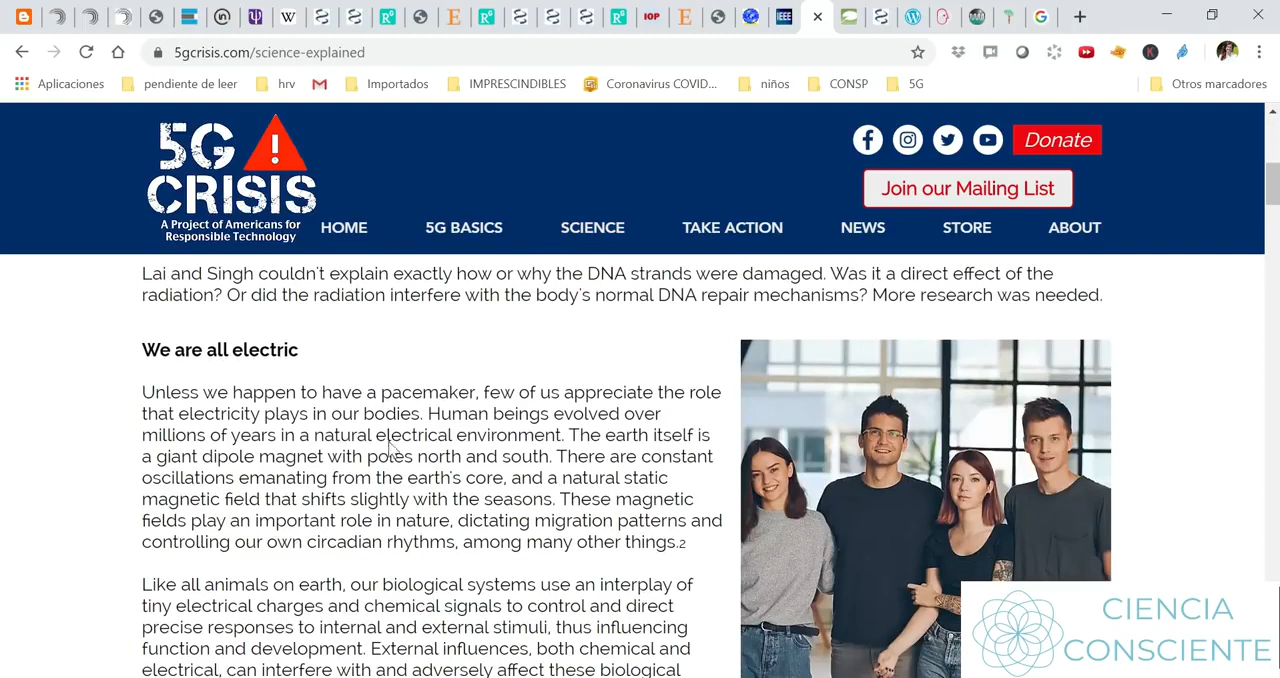 5gcrisis.com/science-explained
Aplicaciones pendiente de leer hrv Importados IMPRESCINDIBLES Coronavirus COVID... niños CONSP 5G Otros marcadores
5G
CRISIS
A Project of Americans for
Responsible Technology
Donate
Join our Mailing List
HOME 5G BASICS SCIENCE TAKE ACTION NEWS STORE ABOUT
Lai and Singh couldn't explain exactly how or why the DNA strands were damaged. Was it a direct effect of the
radiation? Or did the radiation interfere with the body's normal DNA repair mechanisms? More research was needed.
We are all electric
Unless we happen to have a pacemaker, few of us appreciate the role
that electricity plays in our bodies. Human beings evolved over
millions of years in a natural electrical environment. The earth itself is
a giant dipole magnet with poles north and south. There are constant
oscillations emanating from the earth's core, and a natural static
magnetic field that shifts slightly with the seasons. These magnetic
fields play an important role in nature, dictating migration patterns and
controlling our own circadian rhythms, among many other things.2
Like all animals on earth, our biological systems use an interplay of
tiny electrical charges and chemical signals to control and direct
precise responses to internal and external stimuli, thus influencing
function and development. External influences, both chemical and
electrical, can interfere with and adversely affect these biological
CIENCIA
CONSCIENTE